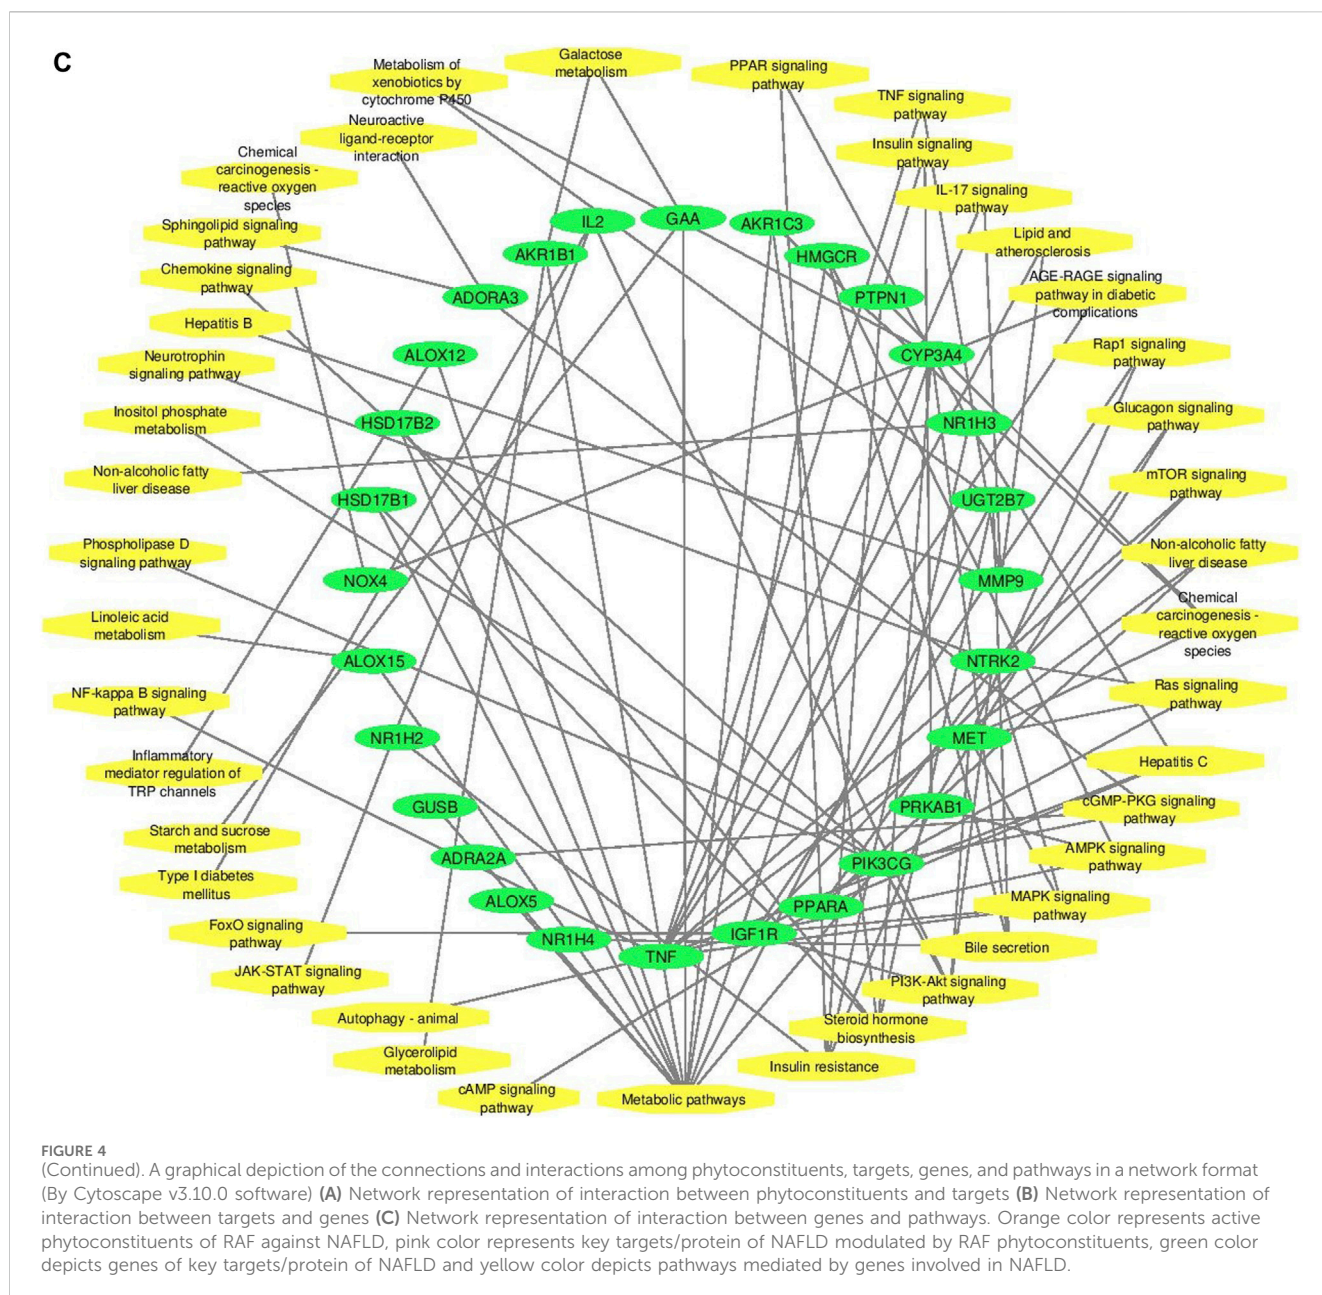 C
Galactose
metabolism
Metabolism of
xenobiotics by
cytochrome P450
PPAR signaling
pathway
TNF signaling
pathway
Neuroactive
ligand-receptor
interaction
Insulin signaling
pathway
Chemical
carcinogenesis -
reactive oxygen
species
IL-17 signaling
pathway
Sphingolipid signaling
pathway
Lipid and
atherosclerosis
Chemokine signaling
pathway
AGE-RAGE signaling
pathway in diabetic
complications
Hepatitis B
Rap1 signaling
pathway
Neurotrophin
signaling pathway
Glucagon signaling
pathway
Inositol phosphate
metabolism
mTOR signaling
pathway
Non-alcoholic fatty
liver disease
Non-alcoholic fatty
liver disease
Phospholipase D
signaling pathway
Chemical
carcinogenesis -
reactive oxygen
species
Linoleic acid
metabolism
Ras signaling
pathway
NF-kappa B signaling
pathway
Hepatitis C
Inflammatory
mediator regulation of
TRP channels
cGMP-PKG signaling
pathway
Starch and sucrose
metabolism
AMPK signaling
pathway
Type I diabetes
mellitus
MAPK signaling
pathway
FoxO signaling
pathway
Bile secretion
JAK-STAT signaling
pathway
PI3K-Akt signaling
pathway
Autophagy - animal
Steroid hormone
biosynthesis
Glycerolipid
metabolism
Insulin resistance
cAMP signaling
pathway
Metabolic pathways
IL2
GAA
AKR1C3
AKR1B1
HMGCR
ADORA3
PTPN1
ALOX12
CYP3A4
HSD17B2
NR1H3
HSD17B1
UGT2B7
NOX4
MMP9
ALOX15
NTRK2
NR1H2
MET
GUSB
PRKAB1
ADRA2A
PIK3CG
ALOX5
PPARA
NR1H4
IGF1R
TNF
FIGURE 4
(Continued). A graphical depiction of the connections and interactions among phytoconstituents, targets, genes, and pathways in a network format
(By Cytoscape v3.10.0 software) (A) Network representation of interaction between phytoconstituents and targets (B) Network representation of
interaction between targets and genes (C) Network representation of interaction between genes and pathways. Orange color represents active
phytoconstituents of RAF against NAFLD, pink color represents key targets/protein of NAFLD modulated by RAF phytoconstituents, green color
depicts genes of key targets/protein of NAFLD and yellow color depicts pathways mediated by genes involved in NAFLD.